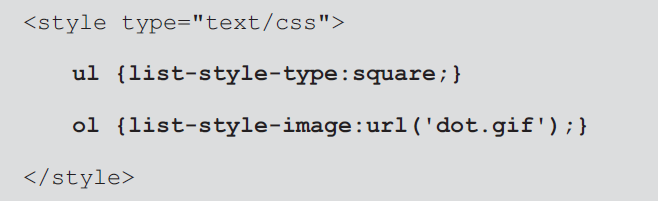 <style type="text/css">
ul {list-style-type:square;}
ol {list-style-image:url('dot.gif');}
</style>